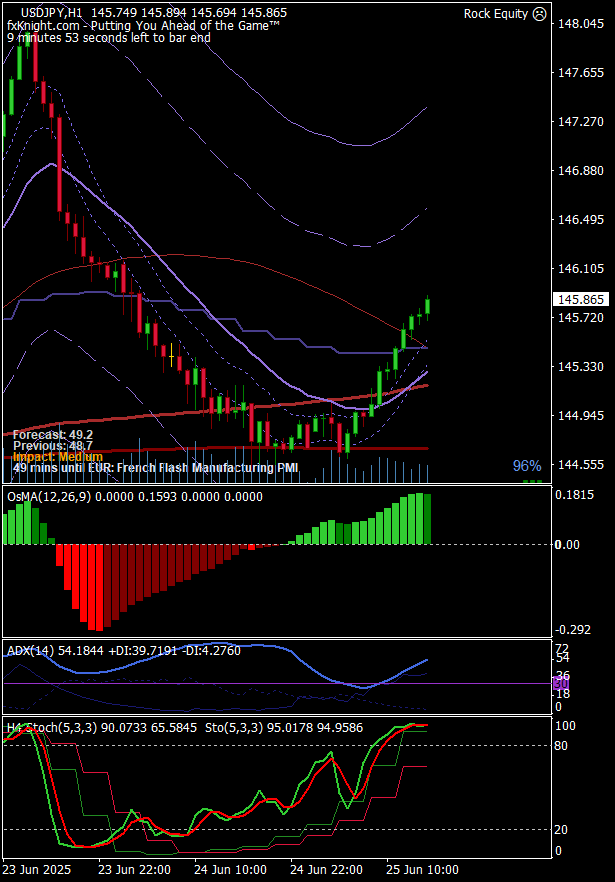 USDJPY,H1 145.749 145.894 145.694 145.865
Rock Equity
fxKnight.com - Putting You Ahead of the Game™
9 minutes 53 seconds left to bar end
148.045
147.655
147.270
146.880
146.495
146.105
145.865
145.720
145.330
144.945
144.555
Forecast: 49.2
Previous: 48.7
Impact: Medium
49 mins until EUR: French Flash Manufacturing PMI
96%
OsMA(12,26,9) 0.0000 0.1593 0.0000 0.0000
0.1815
0.00
-0.292
ADX(14) 54.1844 +DI:39.7191 -DI:4.2760
72
54
36
30
18
0
H4 Stoch(5,3,3) 90.0733 65.5845 Sto(5,3,3) 95.0178 94.9586
100
80
20
0
23 Jun 2025 23 Jun 22:00 24 Jun 10:00 24 Jun 22:00 25 Jun 10:00